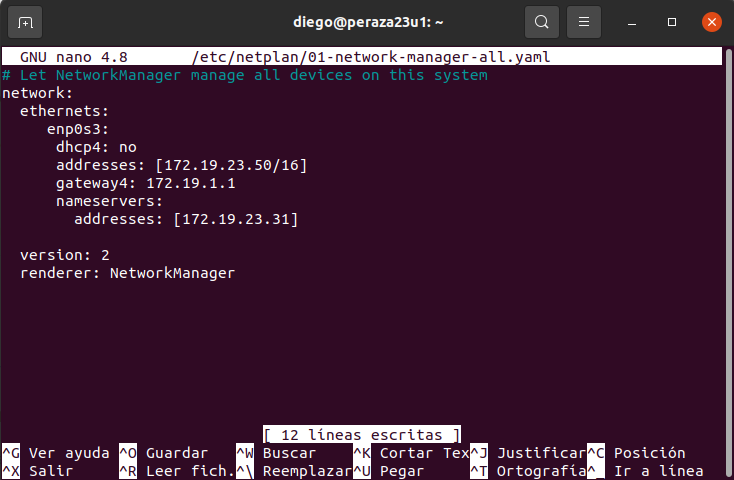 diego@peraza23u1: ~
GNU nano 4.8 /etc/netplan/01-network-manager-all.yaml
# Let NetworkManager manage all devices on this system
network:
  ethernets:
     enp0s3:
      dhcp4: no
      addresses: [172.19.23.50/16]
      gateway4: 172.19.1.1
      nameservers:
        addresses: [172.19.23.31]
  version: 2
  renderer: NetworkManager
[ 12 líneas escritas ]
^G Ver ayuda ^O Guardar ^W Buscar ^K Cortar Tex ^J Justificar ^C Posición
^X Salir ^R Leer fich. ^\ Reemplazar ^U Pegar ^T Ortografía ^_ Ir a línea